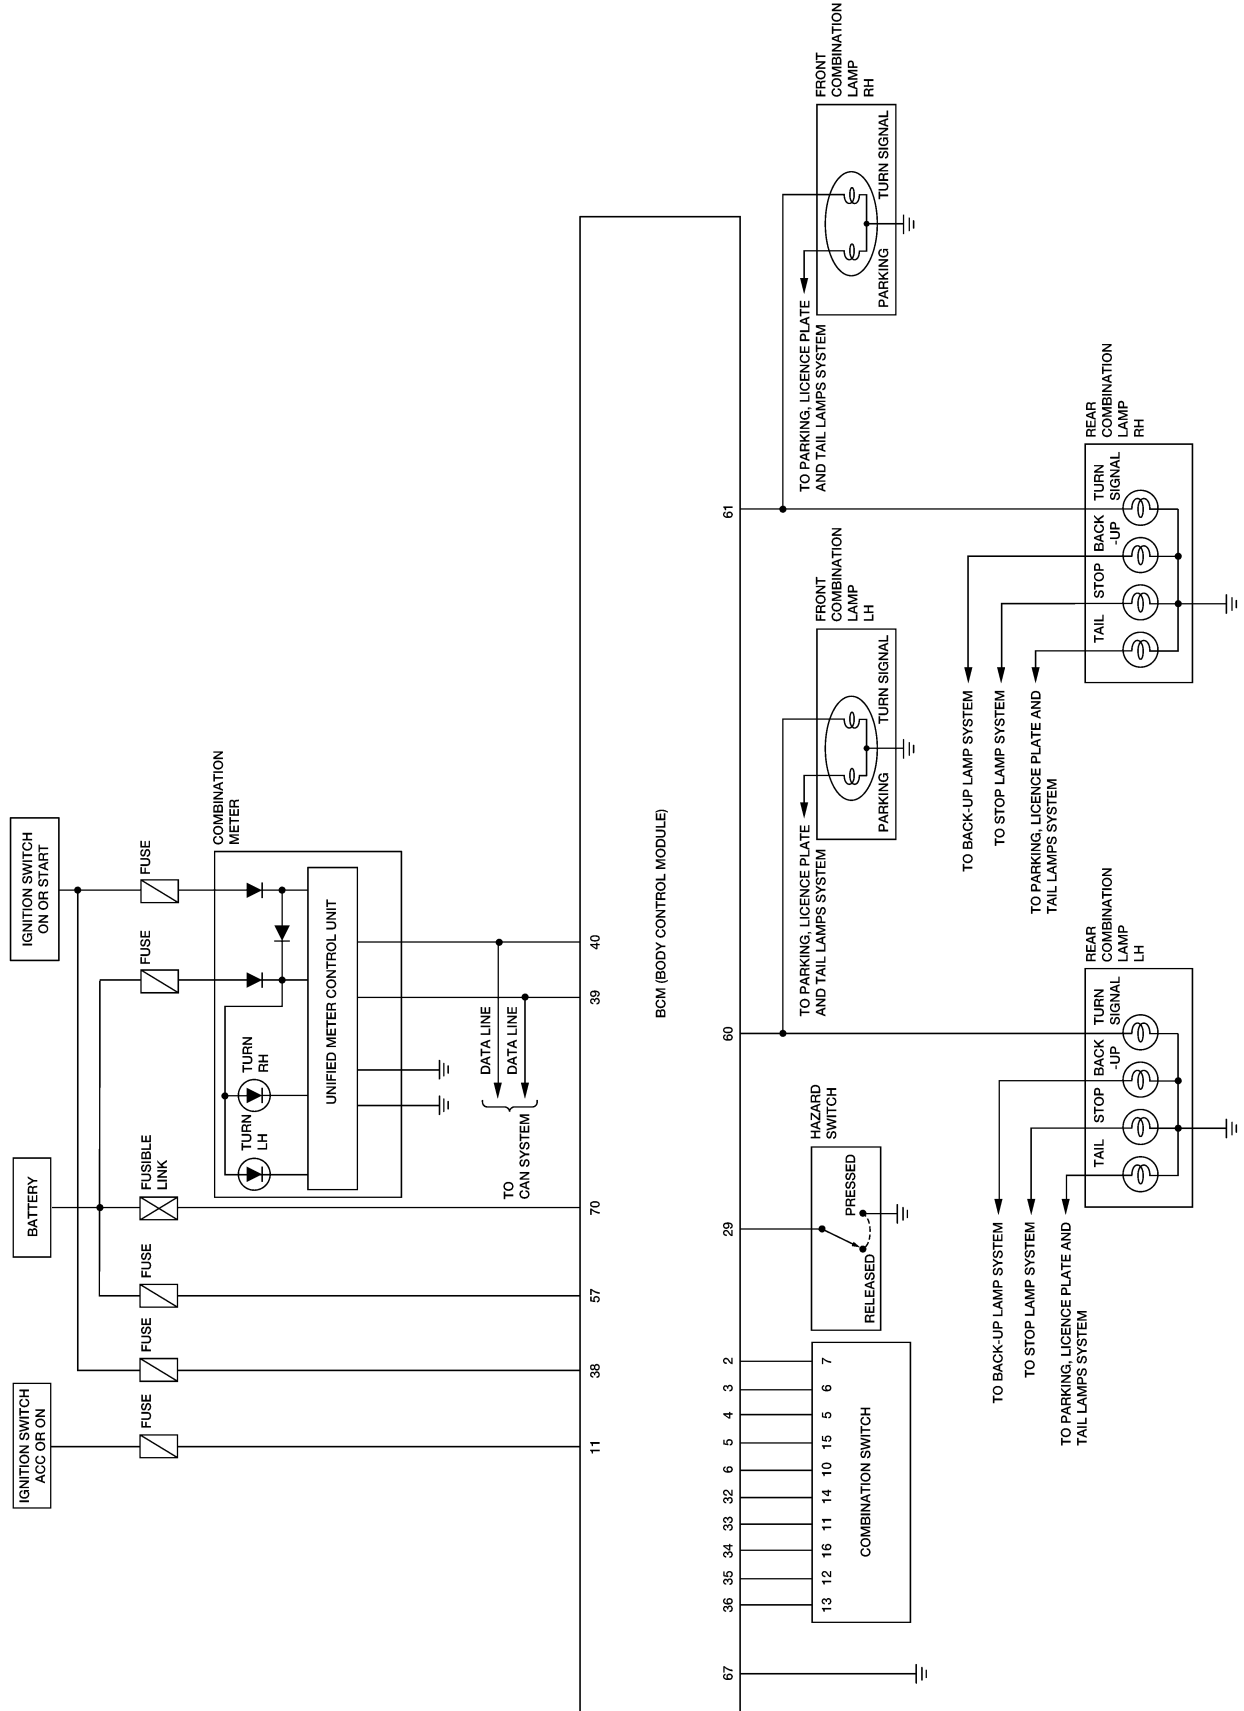 IGNITION SWITCH
ACC OR ON
BATTERY
IGNITION SWITCH
ON OR START
FUSE
FUSE
FUSE
FUSIBLE
LINK
FUSE
FUSE
COMBINATION
METER
TURN
LH
TURN
RH
UNIFIED METER CONTROL UNIT
DATA LINE
DATA LINE
TO
CAN SYSTEM
11
38
57
70
39
40
BCM (BODY CONTROL MODULE)
67
36
35
34
33
32
6
5
4
3
2
29
60
61
13
12
16
11
14
10
15
5
6
7
COMBINATION SWITCH
HAZARD
SWITCH
RELEASED
PRESSED
TO PARKING, LICENCE PLATE
AND TAIL LAMPS SYSTEM
FRONT
COMBINATION
LAMP
LH
PARKING
TURN SIGNAL
TO PARKING, LICENCE PLATE
AND TAIL LAMPS SYSTEM
FRONT
COMBINATION
LAMP
RH
PARKING
TURN SIGNAL
TO BACK-UP LAMP SYSTEM
TO STOP LAMP SYSTEM
TO PARKING, LICENCE PLATE AND
TAIL LAMPS SYSTEM
REAR
COMBINATION
LAMP
LH
TAIL
STOP
BACK
-UP
TURN
SIGNAL
TO BACK-UP LAMP SYSTEM
TO STOP LAMP SYSTEM
TO PARKING, LICENCE PLATE AND
TAIL LAMPS SYSTEM
REAR
COMBINATION
LAMP
RH
TAIL
STOP
BACK
-UP
TURN
SIGNAL